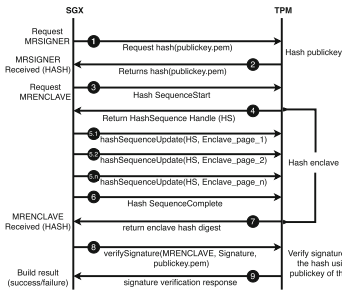 SGX
TPM
Request
MRSIGNER
1
Request hash(publickey.pem)
Hash publickey
MRSIGNER
Received (HASH)
2
Returns hash(publickey.pem)
Request
MRENCLAVE
3
Hash SequenceStart
4
Return HashSequence Handle (HS)
5.1
hashSequenceUpdate(HS, Enclave_page_1)
5.2
hashSequenceUpdate(HS, Enclave_page_2)
Hash enclave
5.n
hashSequenceUpdate(HS, Enclave_page_n)
6
Hash SequenceComplete
MRENCLAVE
Received (HASH)
7
return enclave hash digest
8
verifySignature(MRENCLAVE, Signature,
publickey.pem)
Verify signature
the hash usi
publickey of th
Build result
(success/failure)
9
signature verification response